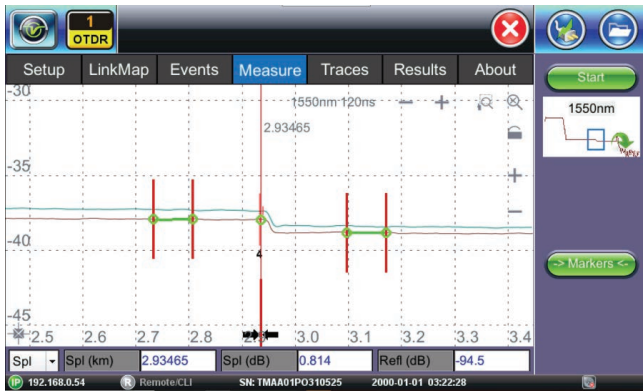 1
OTDR
Setup LinkMap Events Measure Traces Results About
Start
-30
1550nm 120ns
1550nm
2.93465
-35
-40
4
-> Markers <-
-45
2.5 2.6 2.7 2.8 2.9 3.0 3.1 3.2 3.3 3.4
Spl Spl (km) 2.93465 Spl (dB) 0.814 Refl (dB) -94.5
IP 192.168.0.54 R Remote/CLI SN: TMAA01PO310525 2000-01-01 03:22:28